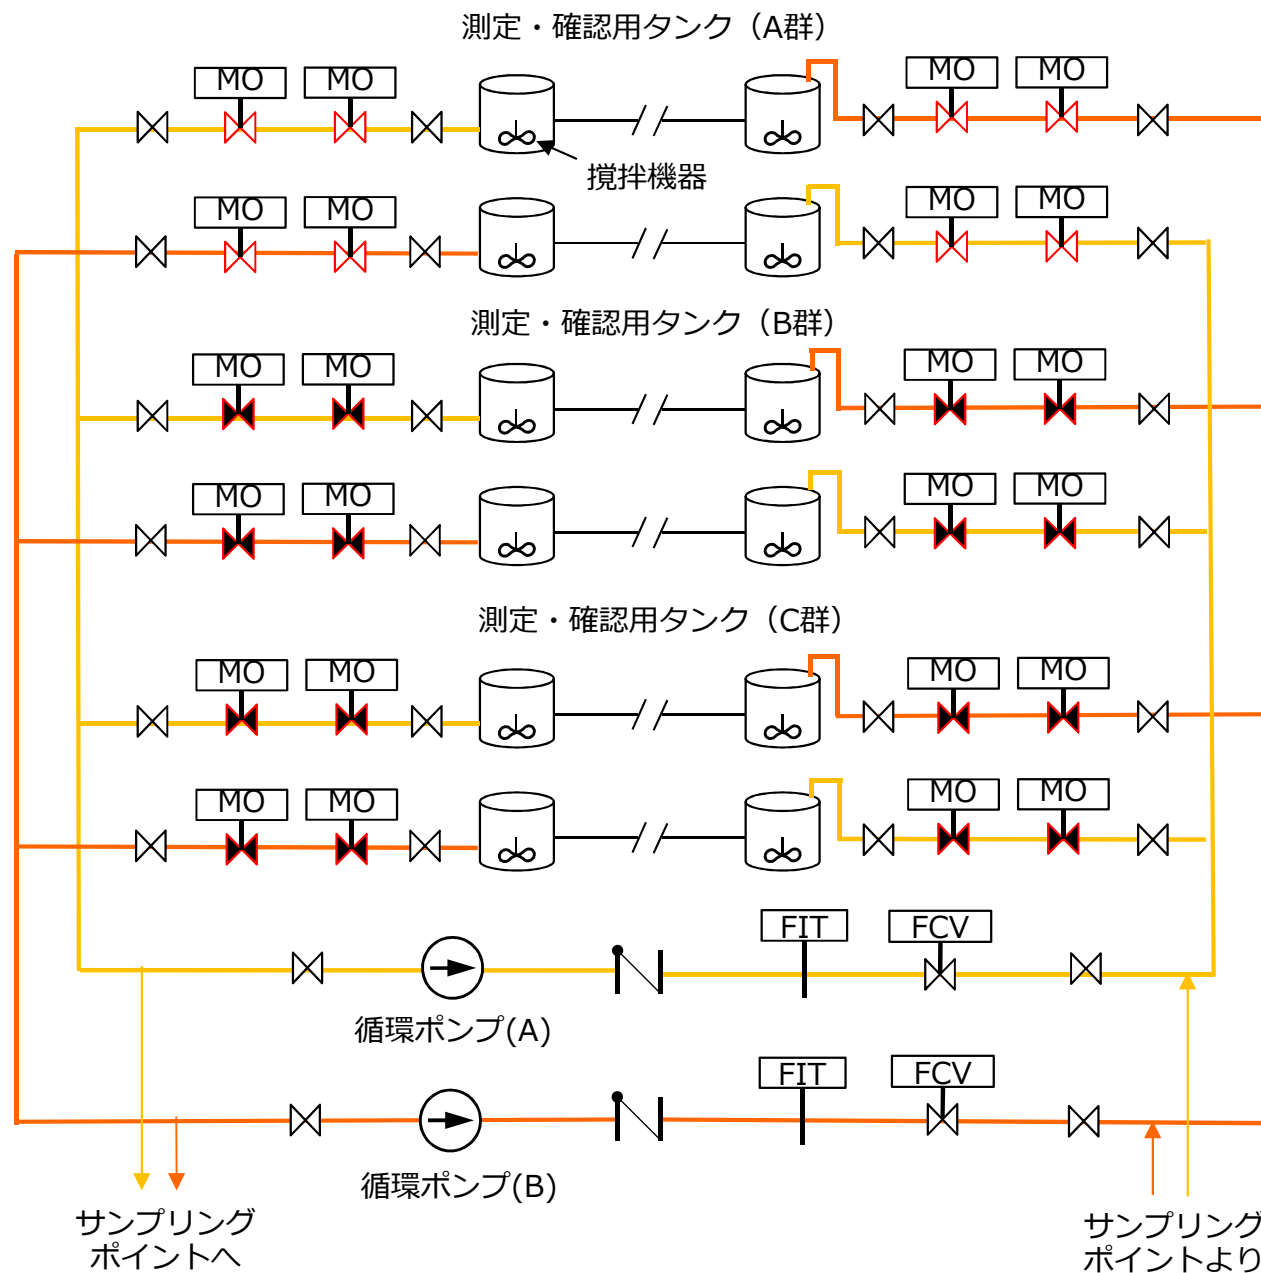 測定・確認用タンク（A群）
MO MO MO MO
撹拌機器
MO MO MO MO
測定・確認用タンク（B群）
MO MO MO MO
MO MO MO MO
測定・確認用タンク（C群）
MO MO MO MO
MO MO MO MO
FIT FCV
循環ポンプ(A)
FIT FCV
循環ポンプ(B)
サンプリング
ポイントへ
サンプリング
ポイントより